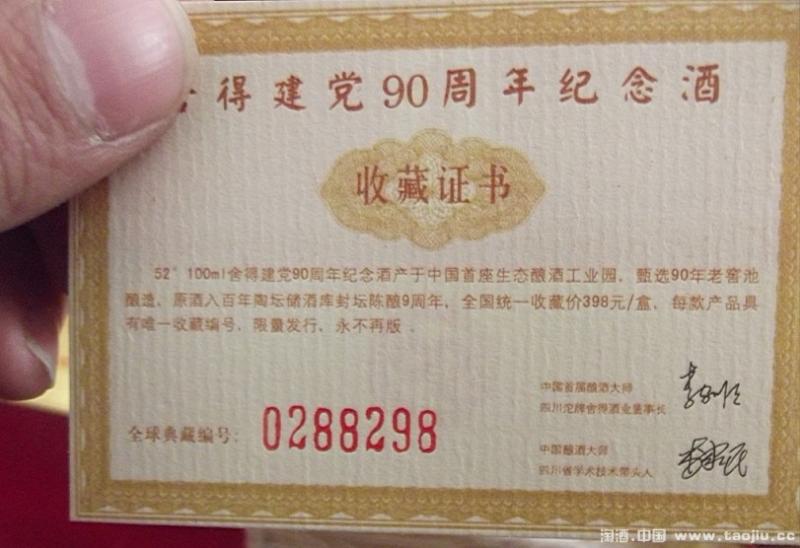 舍得建党90周年纪念酒
收藏证书
52°100ml舍得建党90周年纪念酒产于中国首座生态酿酒工业园，甄选90年老窖池
酿造，原酒入百年陶坛储酒库封坛陈酿9周年，全国统一收藏价398元/盒，每款产品具
有唯一收藏编号，限量发行，永不再版。
中国首届酿酒大师
四川沱牌舍得酒业董事长
全球典藏编号：0288298
中国酿酒大师
四川省学术技术带头人
淘酒.中国 www.taojiu.cc